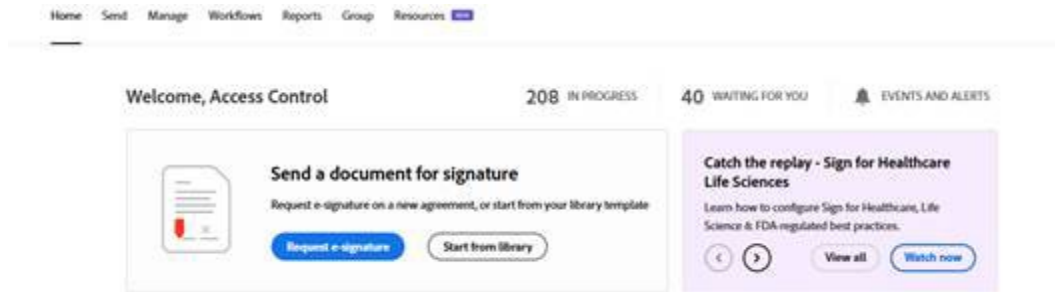 Home Send Manage Workflows Reports Group Resources NEW
Welcome, Access Control 208 IN PROGRESS 40 WAITING FOR YOU EVENTS AND ALERTS
Send a document for signature
Request e-signature on a new agreement, or start from your library template
Request e-signature Start from library
Catch the replay - Sign for Healthcare
Life Sciences
Learn how to configure Sign for Healthcare, Life
Science & FDA-regulated best practices.
View all Watch now